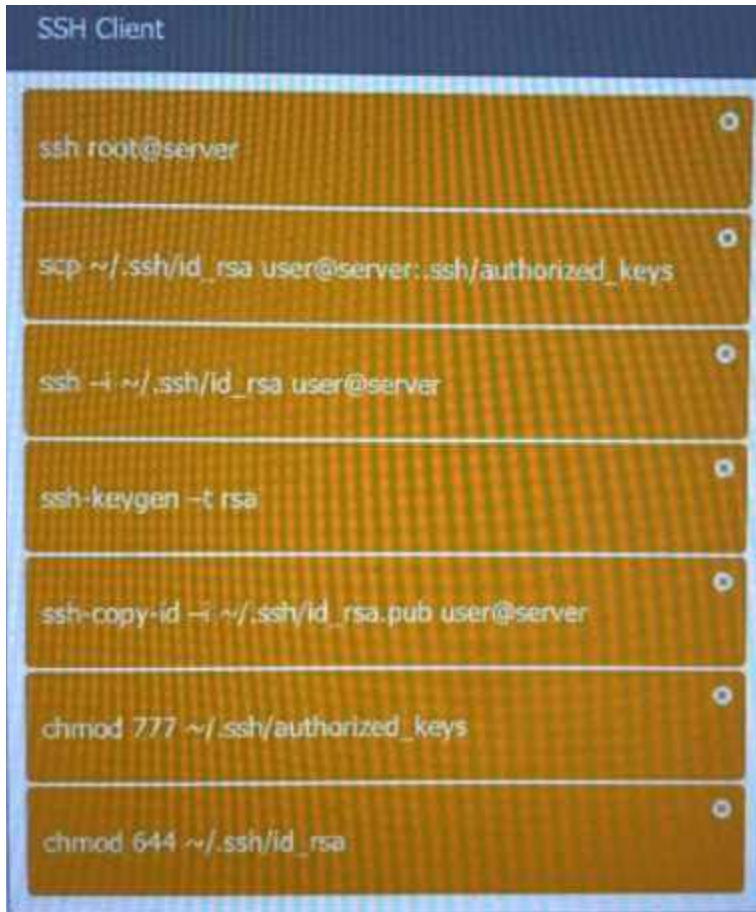 SSH Client
ssh root@server
scp ~/.ssh/id_rsa user@server:.ssh/authorized_keys
ssh –i ~/.ssh/id_rsa user@server
ssh-keygen –t rsa
ssh-copy-id –i ~/.ssh/id_rsa.pub user@server
chmod 777 ~/.ssh/authorized_keys
chmod 644 ~/.ssh/id_rsa